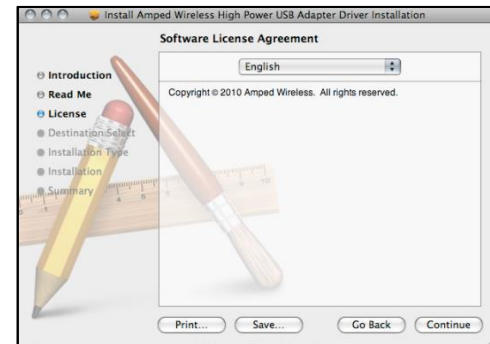 Install Amped Wireless High Power USB Adapter Driver Installation
Software License Agreement
English
Introduction
Read Me
License
Destination Select
Installation Type
Installation
Summary
Copyright © 2010 Amped Wireless. All rights reserved.
Print...
Save...
Go Back
Continue